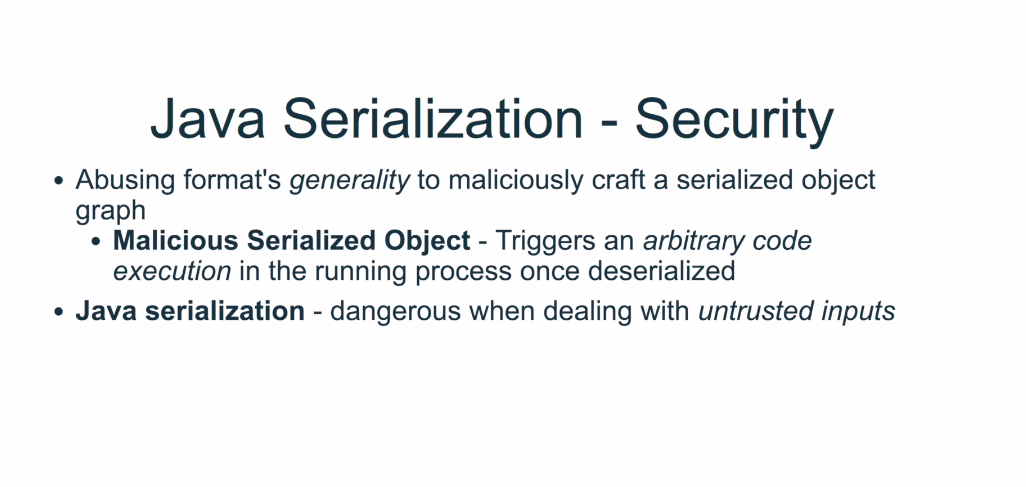 Java Serialization - Security
• Abusing format's generality to maliciously craft a serialized object
graph
• Malicious Serialized Object - Triggers an arbitrary code
execution in the running process once deserialized
• Java serialization - dangerous when dealing with untrusted inputs